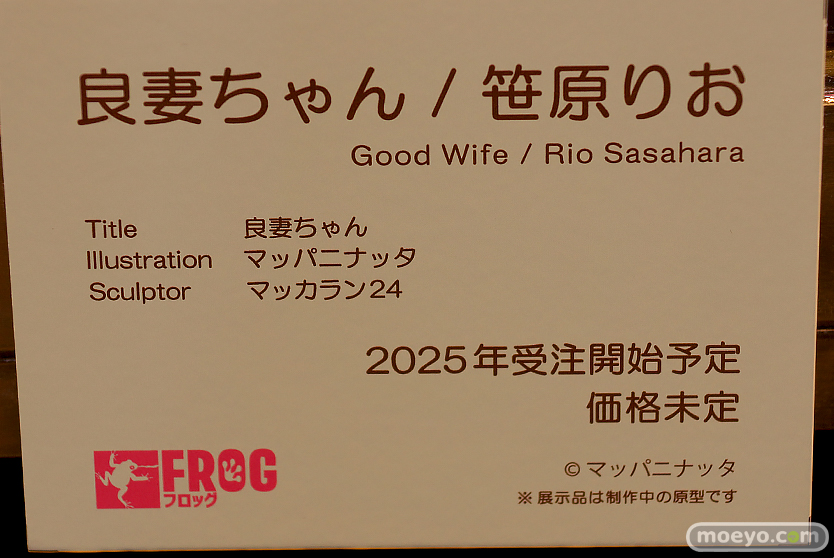 良妻ちゃん / 笹原りお
Good Wife / Rio Sasahara
Title 良妻ちゃん
Illustration マッパニナッタ
Sculptor マッカラン24
2025年受注開始予定
価格未定
FROG
フロッグ
©マッパニナッタ
※展示品は制作中の原型です
moeyo.com